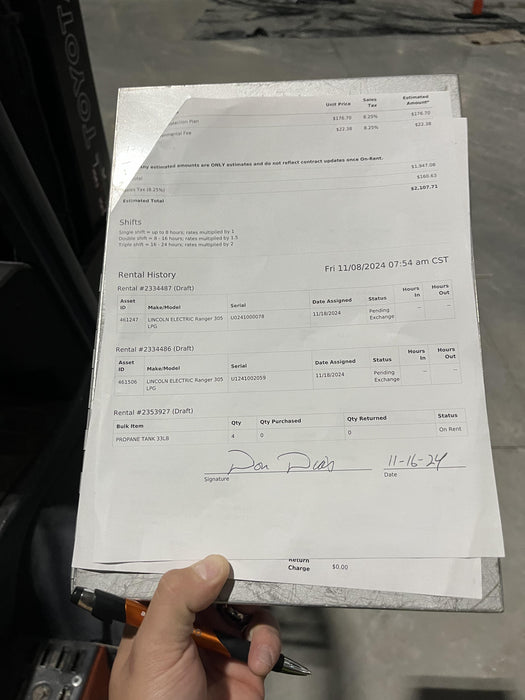 TOYOT
Unit Price Sales Tax Estimated Amount*
Plan $176.70 8.25% $176.70
Fee $22.38 8.25% $22.38
any estimated amounts are ONLY estimates and do not reflect contract updates once On-Rent.
$1,947.08
Tax (8.25%) $160.63
Estimated Total $2,107.71
Shifts
Single shift = up to 8 hours; rates multiplied by 1
Double shift = 8 - 16 hours; rates multiplied by 1.5
Triple shift = 16 - 24 hours; rates multiplied by 2
Rental History Fri 11/08/2024 07:54 am CST
Rental #2334487 (Draft)
Asset ID Make/Model Serial Date Assigned Status Hours In Hours Out
461247 LINCOLN ELECTRIC Ranger 305 LPG U0241000078 11/18/2024 Pending Exchange -- --
Rental #2334486 (Draft)
Asset ID Make/Model Serial Date Assigned Status Hours In Hours Out
461506 LINCOLN ELECTRIC Ranger 305 LPG U1241002059 11/18/2024 Pending Exchange -- --
Rental #2353927 (Draft)
Bulk Item Qty Qty Purchased Qty Returned Status
PROPANE TANK 33LB 4 0 0 On Rent
Don 11-16-24
Signature Date
Return Charge $0.00